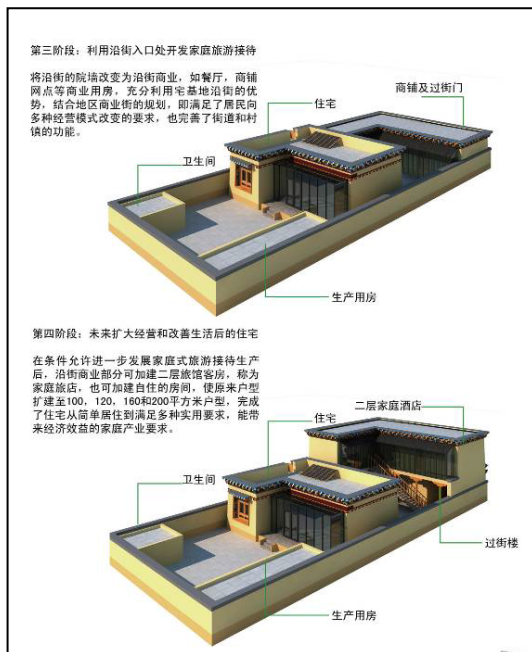 第三阶段：利用沿街入口处开发家庭旅游接待
将沿街的院墙改变为沿街商业，如餐厅，商铺
网点等商业用房，充分利用宅基地沿街的优
势，结合地区商业街的规划，即满足了居民向
多种经营模式改变的要求，也完善了街道和村
镇的功能。
住宅
商铺及过街门
卫生间
生产用房
第四阶段：未来扩大经营和改善生活后的住宅
在条件允许进一步发展家庭式旅游接待生产
后，沿街商业部分可加建二层旅馆客房，称为
家庭旅店，也可加建自住的房间，使原来户型
扩建至100，120，160和200平方米户型，完成
了住宅从简单居住到满足多种实用要求，能带
来经济效益的家庭产业要求。
二层家庭酒店
住宅
卫生间
过街楼
生产用房